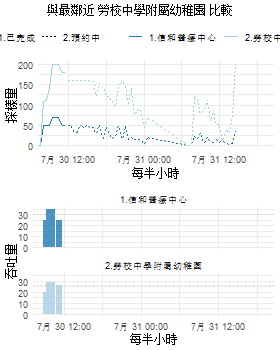 與最鄰近 勞校中學附屬幼稚園 比較
1.已完成 2.預約中 1.信和醫療中心 2.勞校中
採樣量
200
150
100
50
0
7月 30 12:00 7月 31 00:00 7月 31 12:00
每半小時
1.信和醫療中心
30
20
10
0
2.勞校中學附屬幼稚園
30
20
10
0
吞吐量
7月 30 12:00 7月 31 00:00 7月 31 12:00
每半小時